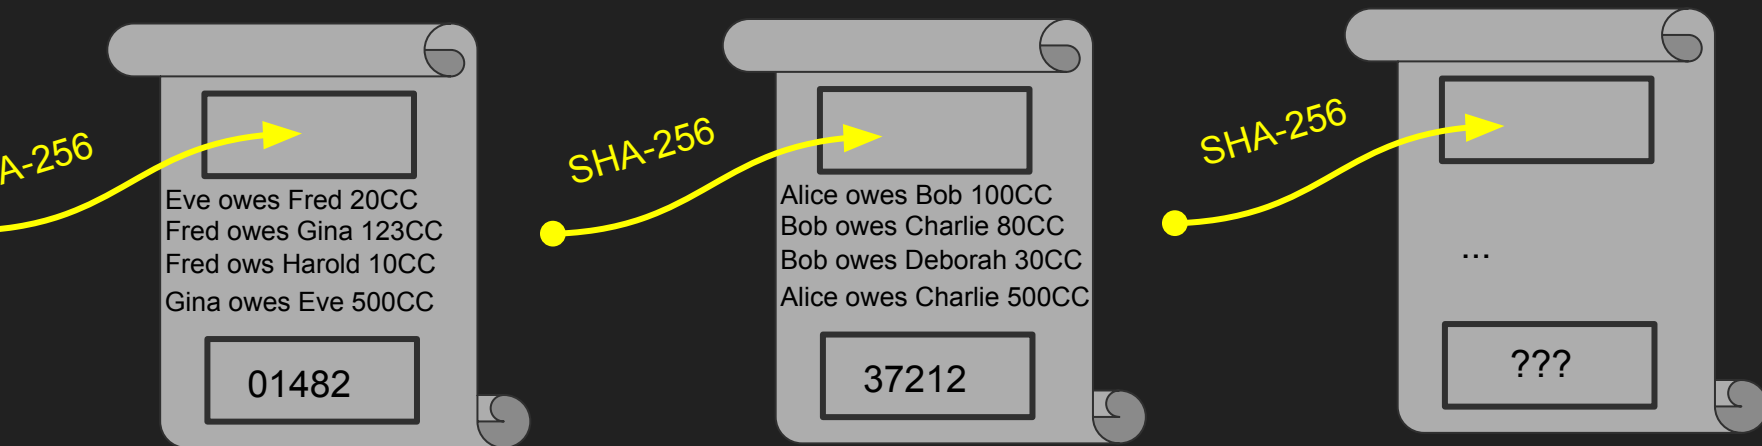 A-256
Eve owes Fred 20CC
Fred owes Gina 123CC
Fred ows Harold 10CC
Gina owes Eve 500CC
01482
SHA-256
Alice owes Bob 100CC
Bob owes Charlie 80CC
Bob owes Deborah 30CC
Alice owes Charlie 500CC
37212
SHA-256
...
???